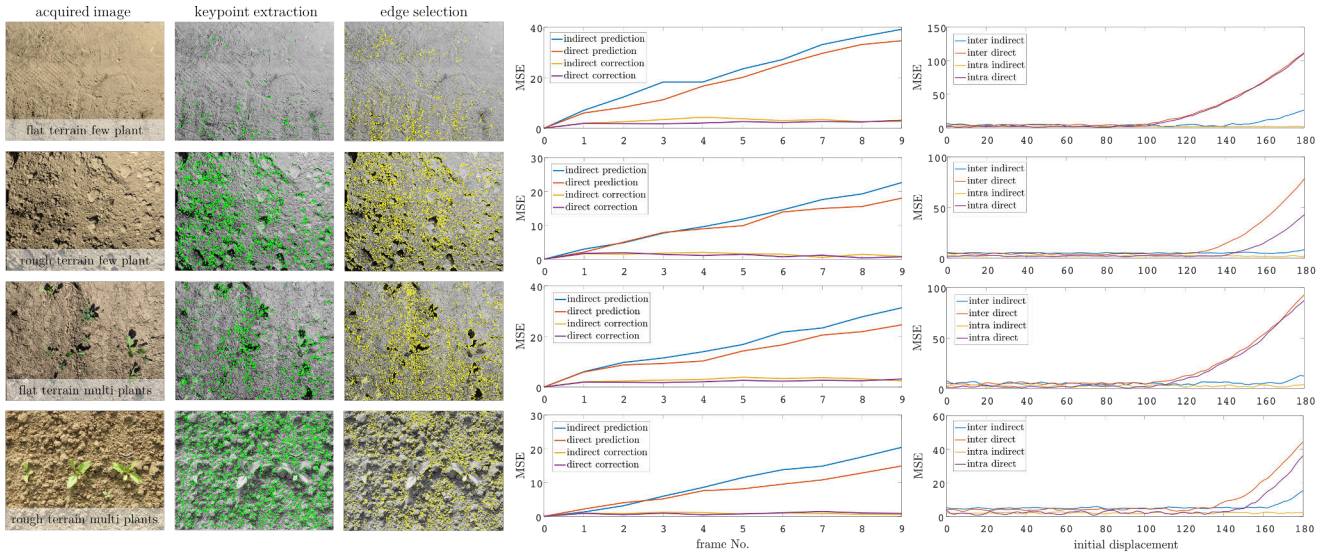 acquired image
keypoint extraction
edge selection
flat terrain few plant
rough terrain few plant
flat terrain multi plants
rough terrain multi plants
40
20
0
MSE
indirect prediction
direct prediction
indirect correction
direct correction
0 1 2 3 4 5 6 7 8 9
150
100
50
0
MSE
inter indirect
inter direct
intra indirect
intra direct
0 20 40 60 80 100 120 140 160 180
30
20
10
0
MSE
indirect prediction
direct prediction
indirect correction
direct correction
0 1 2 3 4 5 6 7 8 9
100
50
0
MSE
inter indirect
inter direct
intra indirect
intra direct
0 20 40 60 80 100 120 140 160 180
40
20
0
MSE
indirect prediction
direct prediction
indirect correction
direct correction
0 1 2 3 4 5 6 7 8 9
100
50
0
MSE
inter indirect
inter direct
intra indirect
intra direct
0 20 40 60 80 100 120 140 160 180
30
20
10
0
MSE
indirect prediction
direct prediction
indirect correction
direct correction
0 1 2 3 4 5 6 7 8 9
frame No.
60
40
20
0
MSE
inter indirect
inter direct
intra indirect
intra direct
0 20 40 60 80 100 120 140 160 180
initial displacement